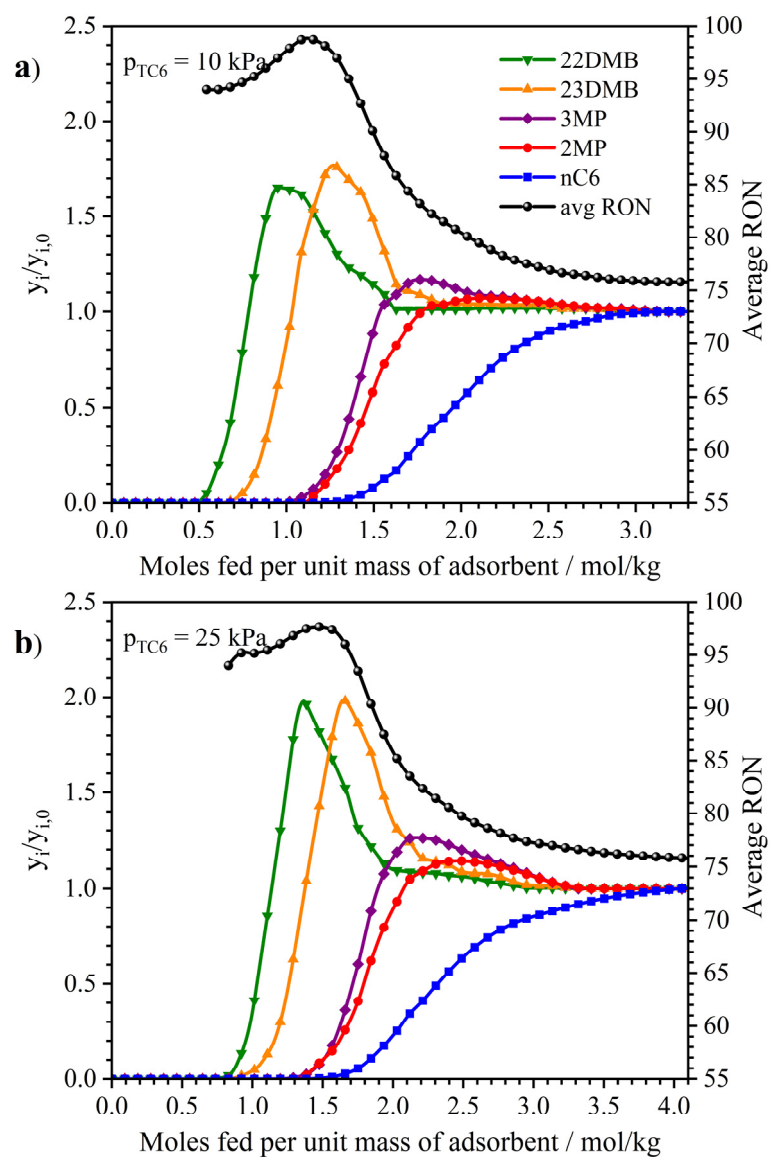 a)
p_TC6 = 10 kPa
22DMB
23DMB
3MP
2MP
nC6
avg RON
2.5
2.0
1.5
1.0
0.5
0.0
y_i/y_i,0
100
95
90
85
80
75
70
65
60
55
Average RON
0.0 0.5 1.0 1.5 2.0 2.5 3.0
Moles fed per unit mass of adsorbent / mol/kg
b)
p_TC6 = 25 kPa
2.5
2.0
1.5
1.0
0.5
0.0
y_i/y_i,0
100
95
90
85
80
75
70
65
60
55
Average RON
0.0 0.5 1.0 1.5 2.0 2.5 3.0 3.5 4.0
Moles fed per unit mass of adsorbent / mol/kg